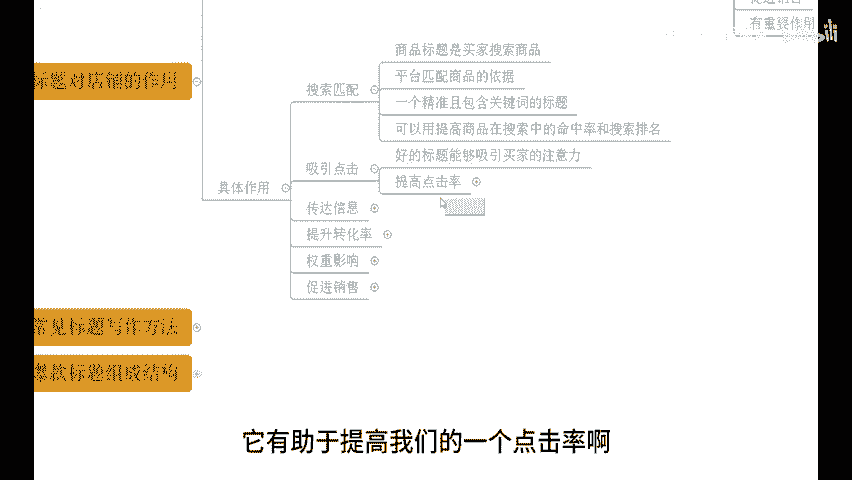 有重要作用
商品标题是买家搜索商品
标题对店铺的作用
搜索匹配
平台匹配商品的依据
一个精准且包含关键词的标题
可以用提高商品在搜索中的命中率和搜索排名
好的标题能够吸引买家的注意力
吸引点击
提高点击率
具体作用
传达信息
提升转化率
权重影响
促进销售
常见标题写作方法
爆款标题组成结构
它有助于提高我们的一个点击率啊